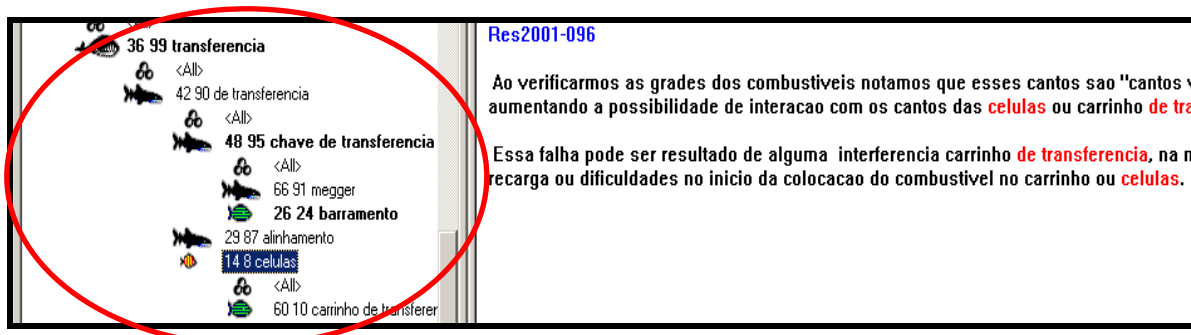 36 99 transferencia
<All>
42 90 de transferencia
<All>
48 95 chave de transferencia
<All>
66 91 megger
26 24 barramento
29 87 alinhamento
14 8 celulas
<All>
60 10 carrinho de transferer
Res2001-096
Ao verificarmos as grades dos combustiveis notamos que esses cantos sao "cantos v
aumentando a possibilidade de interacao com os cantos das celulas ou carrinho de tra
Essa falha pode ser resultado de alguma interferencia carrinho de transferencia, na m
recarga ou dificuldades no inicio da colocacao do combustivel no carrinho ou celulas.